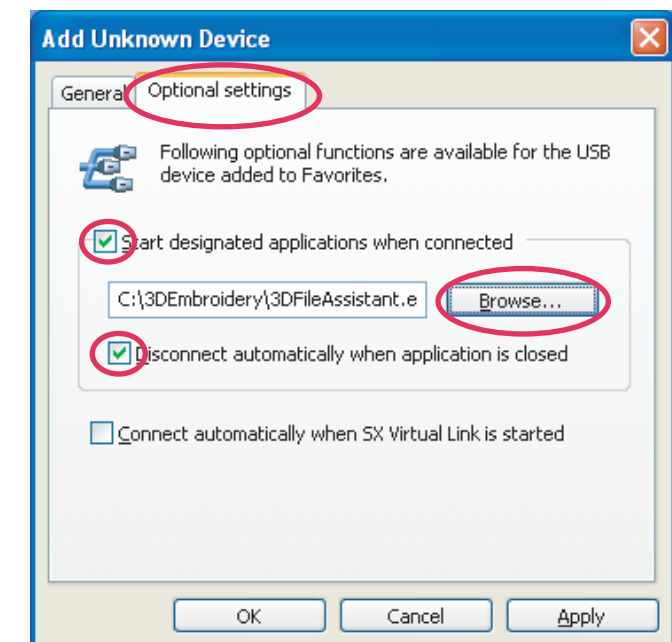 Add Unknown Device
General
Optional settings
Following optional functions are available for the USB
device added to Favorites.
Start designated applications when connected
C:\3DEmbroidery\3DFileAssistant.e
Browse...
Disconnect automatically when application is closed
Connect automatically when SX Virtual Link is started
OK
Cancel
Apply